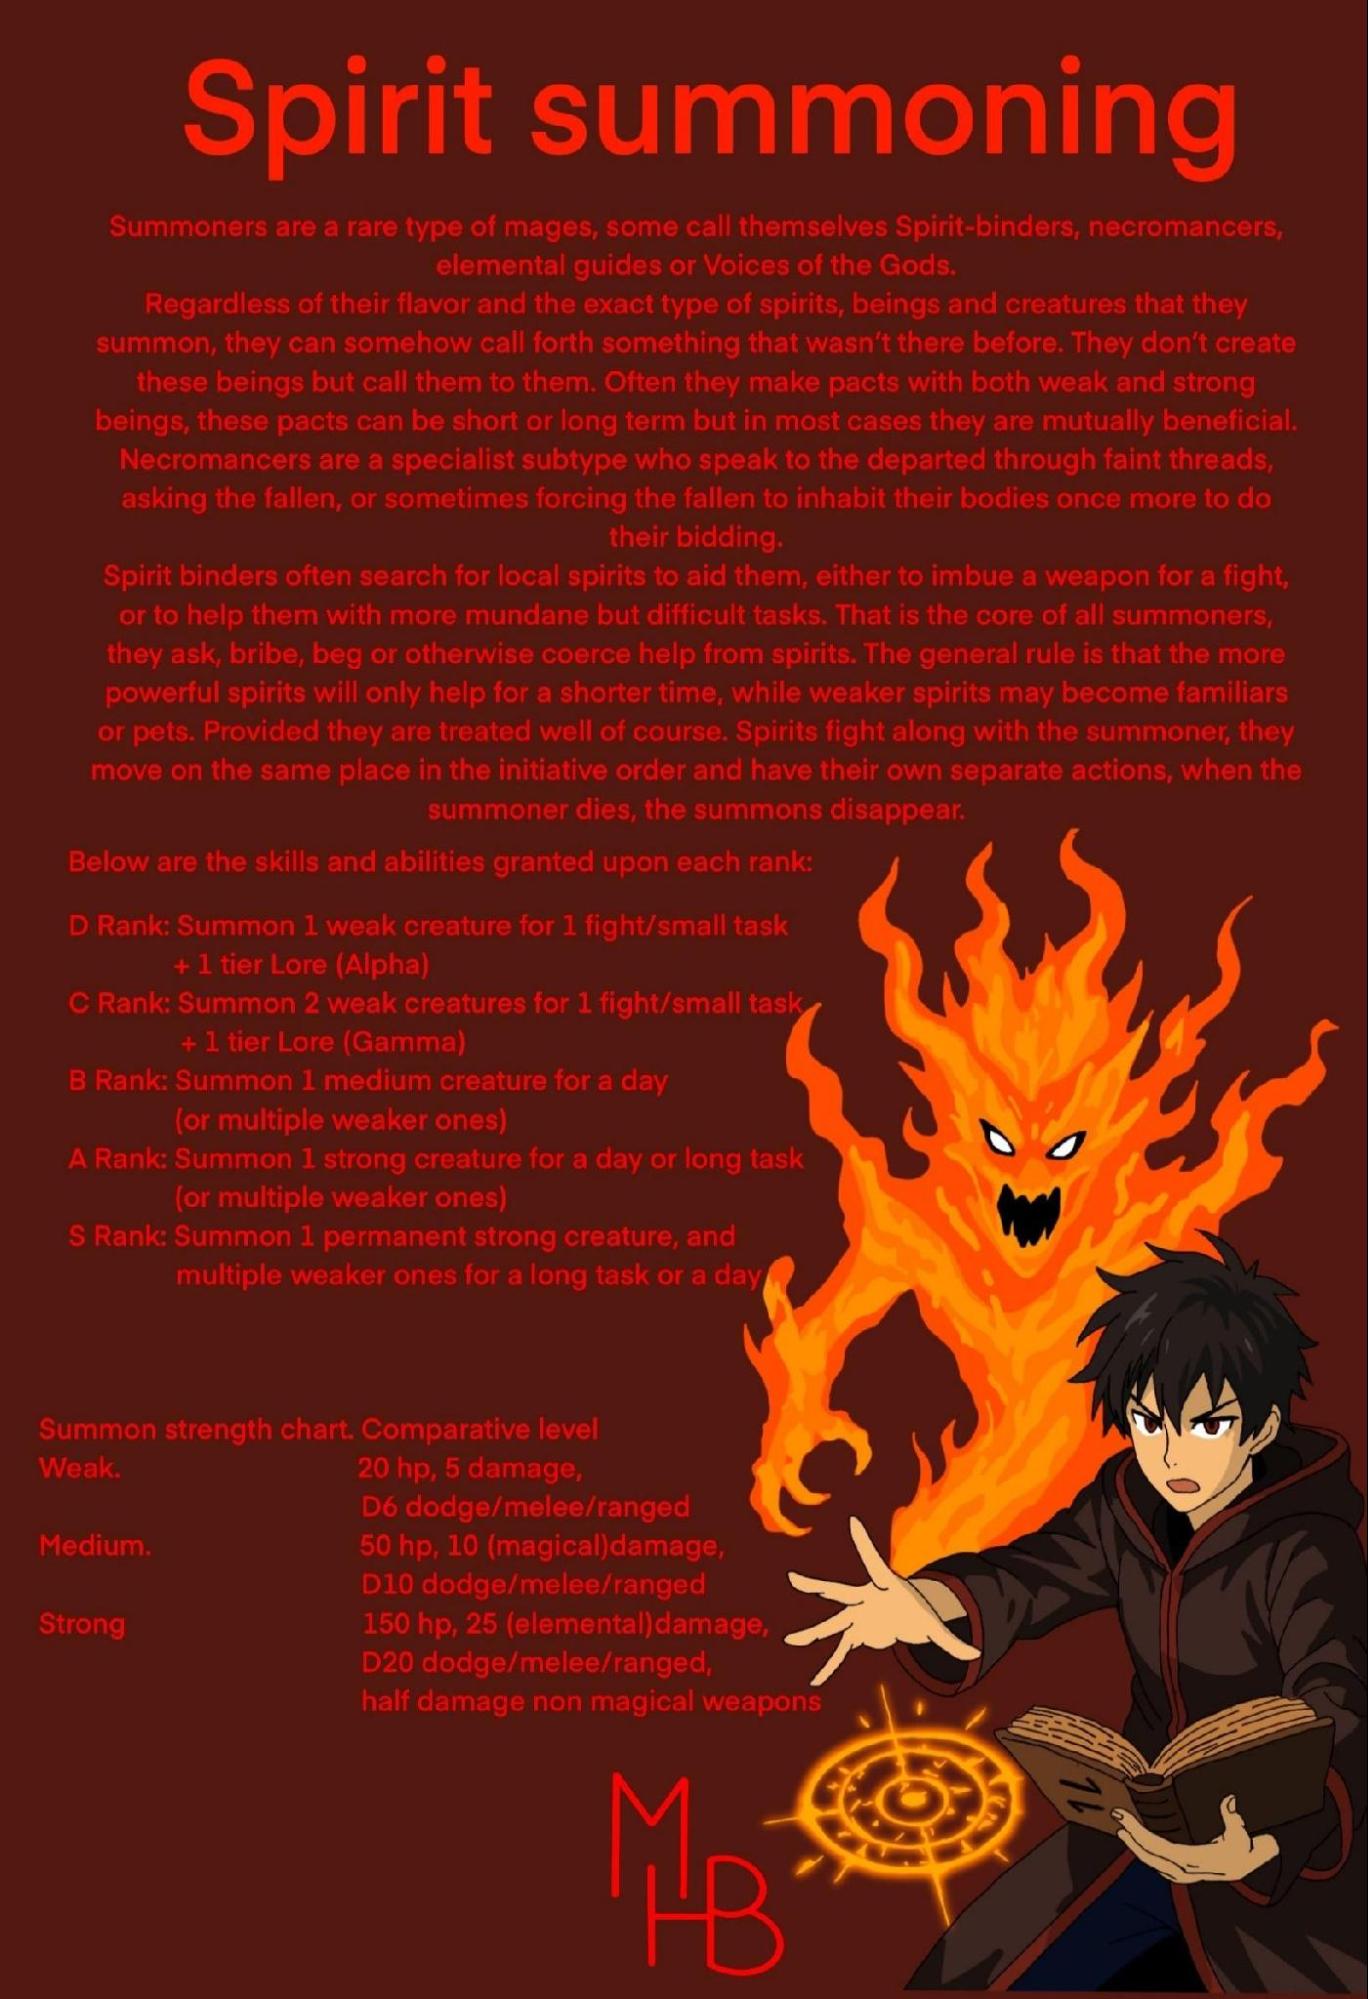 Spirit summoning
Summoners are a rare type of mages, some call themselves Spirit-binders, necromancers,
elemental guides or Voices of the Gods.
Regardless of their flavor and the exact type of spirits, beings and creatures that they
summon, they can somehow call forth something that wasn't there before. They don't create
these beings but call them to them. Often they make pacts with both weak and strong
beings, these pacts can be short or long term but in most cases they are mutually beneficial.
Necromancers are a specialist subtype who speak to the departed through faint threads,
asking the fallen, or sometimes forcing the fallen to inhabit their bodies once more to do
their bidding.
Spirit binders often search for local spirits to aid them, either to imbue a weapon for a fight,
or to help them with more mundane but difficult tasks. That is the core of all summoners,
they ask, bribe, beg or otherwise coerce help from spirits. The general rule is that the more
powerful spirits will only help for a shorter time, while weaker spirits may become familiars
or pets. Provided they are treated well of course. Spirits fight along with the summoner, they
move on the same place in the initiative order and have their own separate actions, when the
summoner dies, the summons disappear.
Below are the skills and abilities granted upon each rank:
D Rank: Summon 1 weak creature for 1 fight/small task
+ 1 tier Lore (Alpha)
C Rank: Summon 2 weak creatures for 1 fight/small task
+ 1 tier Lore (Gamma)
B Rank: Summon 1 medium creature for a day
(or multiple weaker ones)
A Rank: Summon 1 strong creature for a day or long task
(or multiple weaker ones)
S Rank: Summon 1 permanent strong creature, and
multiple weaker ones for a long task or a day
Summon strength chart. Comparative level
Weak. 20 hp, 5 damage,
D6 dodge/melee/ranged
Medium. 50 hp, 10 (magical)damage,
D10 dodge/melee/ranged
Strong 150 hp, 25 (elemental)damage,
D20 dodge/melee/ranged,
half damage non magical weapons
MHB